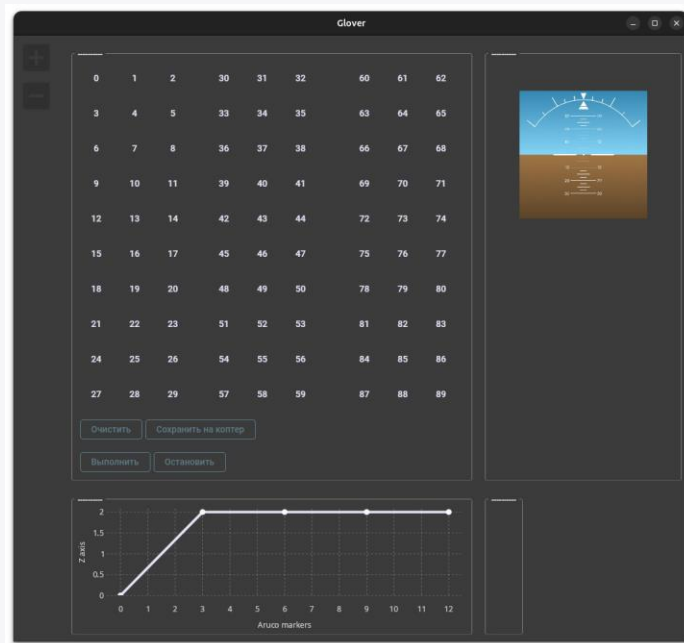 Glover
0 1 2 30 31 32 60 61 62
3 4 5 33 34 35 63 64 65
6 7 8 36 37 38 66 67 68
9 10 11 39 40 41 69 70 71
12 13 14 42 43 44 72 73 74
15 16 17 45 46 47 75 76 77
18 19 20 48 49 50 78 79 80
21 22 23 51 52 53 81 82 83
24 25 26 54 55 56 84 85 86
27 28 29 57 58 59 87 88 89
Очистить Сохранить на коптер
Выполнить Остановить
2
1.5
1
0.5
0
Z axis
0 1 2 3 4 5 6 7 8 9 10 11 12
Aruco markers